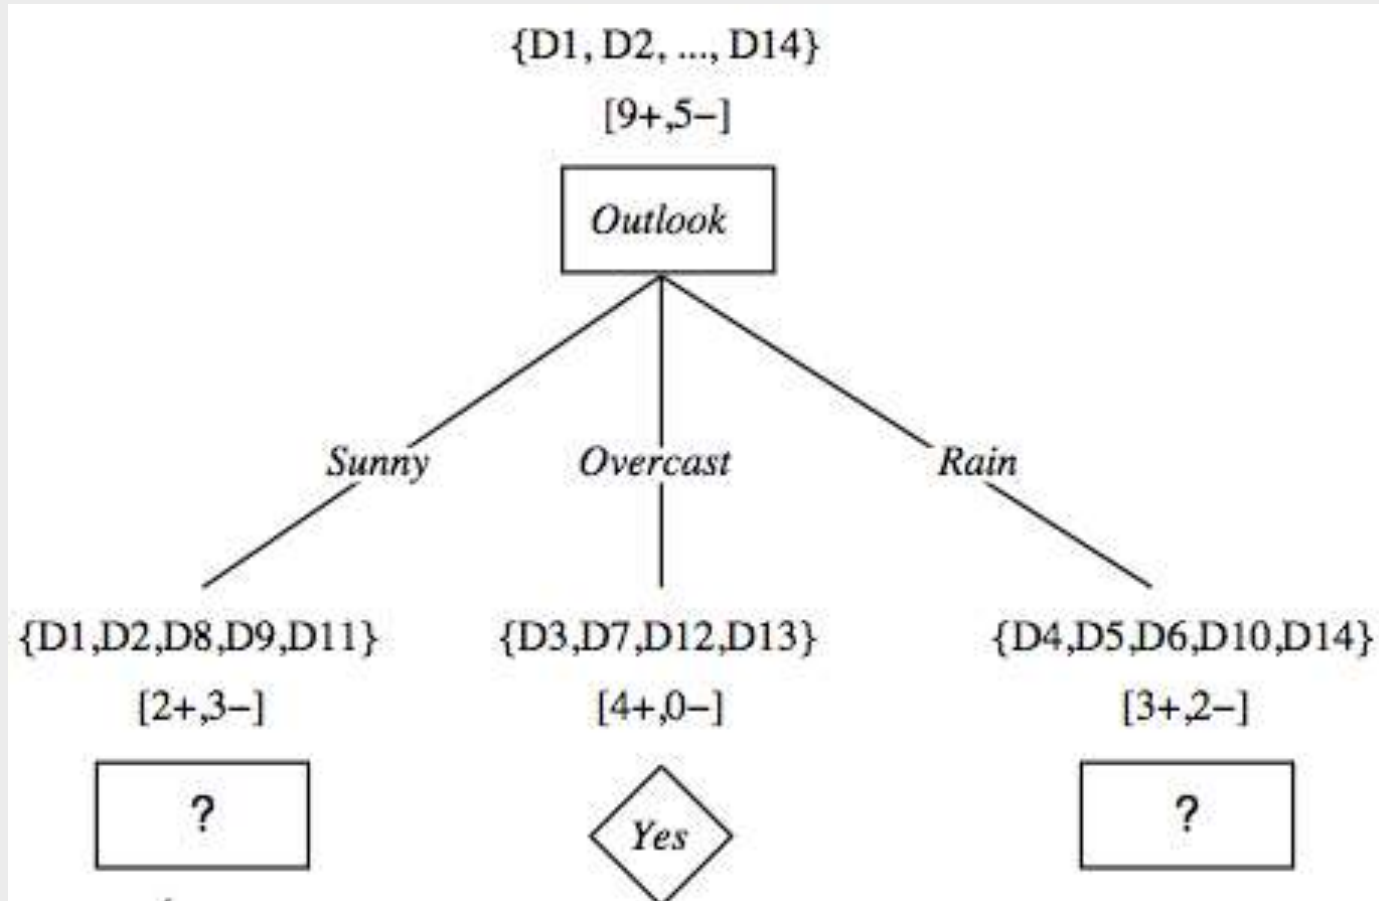 {D1, D2, ..., D14}
[9+,5−]
Outlook
Sunny
Overcast
Rain
{D1,D2,D8,D9,D11}
{D3,D7,D12,D13}
{D4,D5,D6,D10,D14}
[2+,3−]
[4+,0−]
[3+,2−]
?
Yes
?